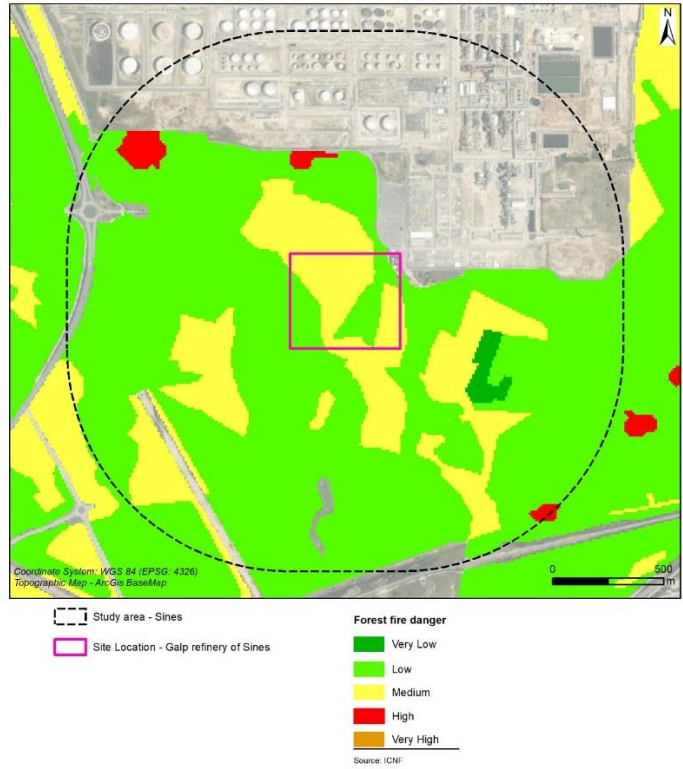 N
Coordinate System: WGS 84 (EPSG: 4326)
Topographic Map - ArcGis BaseMap
0 500
m
Study area - Sines
Site Location - Galp refinery of Sines
Forest fire danger
Very Low
Low
Medium
High
Very High
Source: ICNF